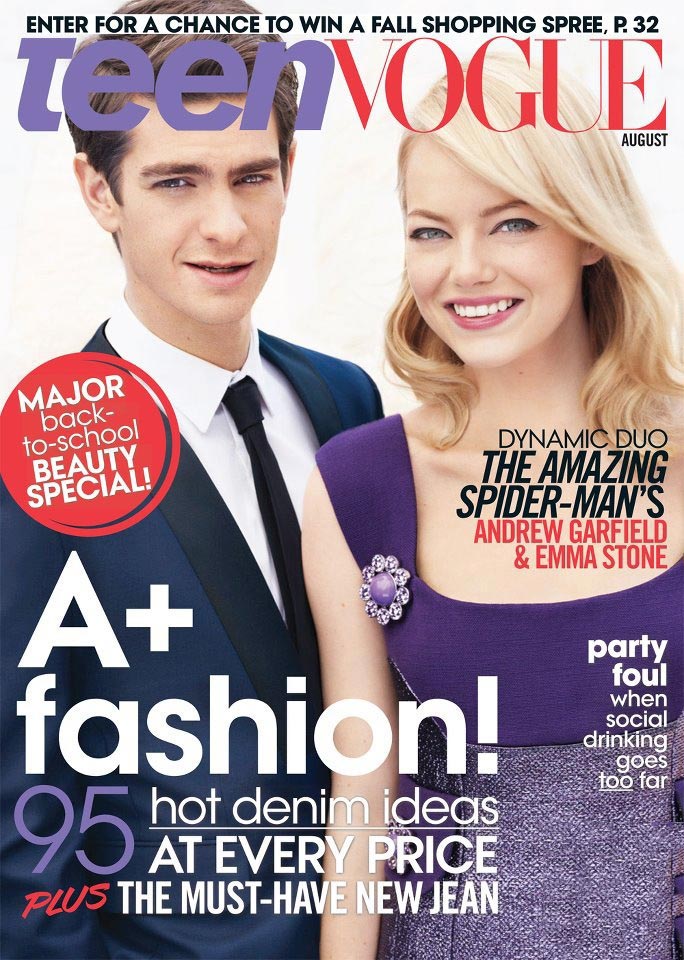 ENTER FOR A CHANCE TO WIN A FALL SHOPPING SPREE, P. 32
teenVOGUE
AUGUST
MAJOR
back-
to-school
BEAUTY
SPECIAL!
DYNAMIC DUO
THE AMAZING
SPIDER-MAN'S
ANDREW GARFIELD
& EMMA STONE
A+
fashion!
95 hot denim ideas
AT EVERY PRICE
PLUS THE MUST-HAVE NEW JEAN
party
foul
when
social
drinking
goes
too far